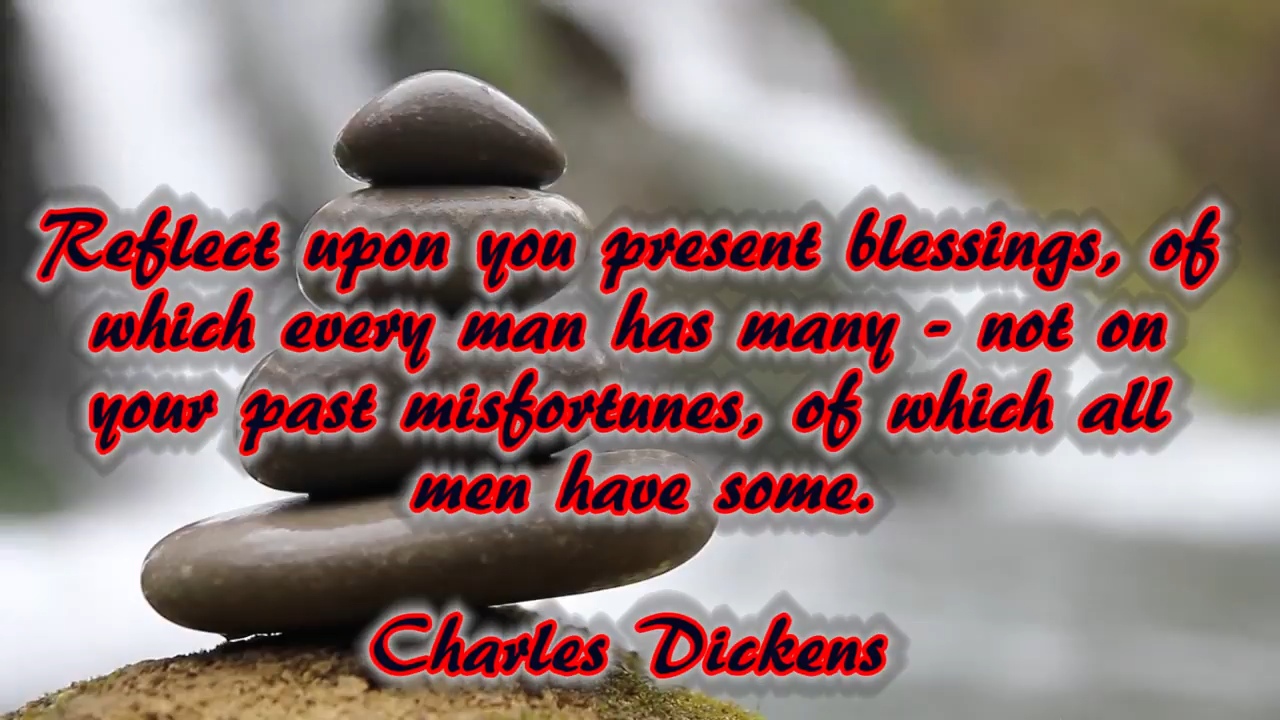 Reflect upon you present blessings, of
which every man has many - not on
your past misfortunes, of which all
men have some.
Charles Dickens